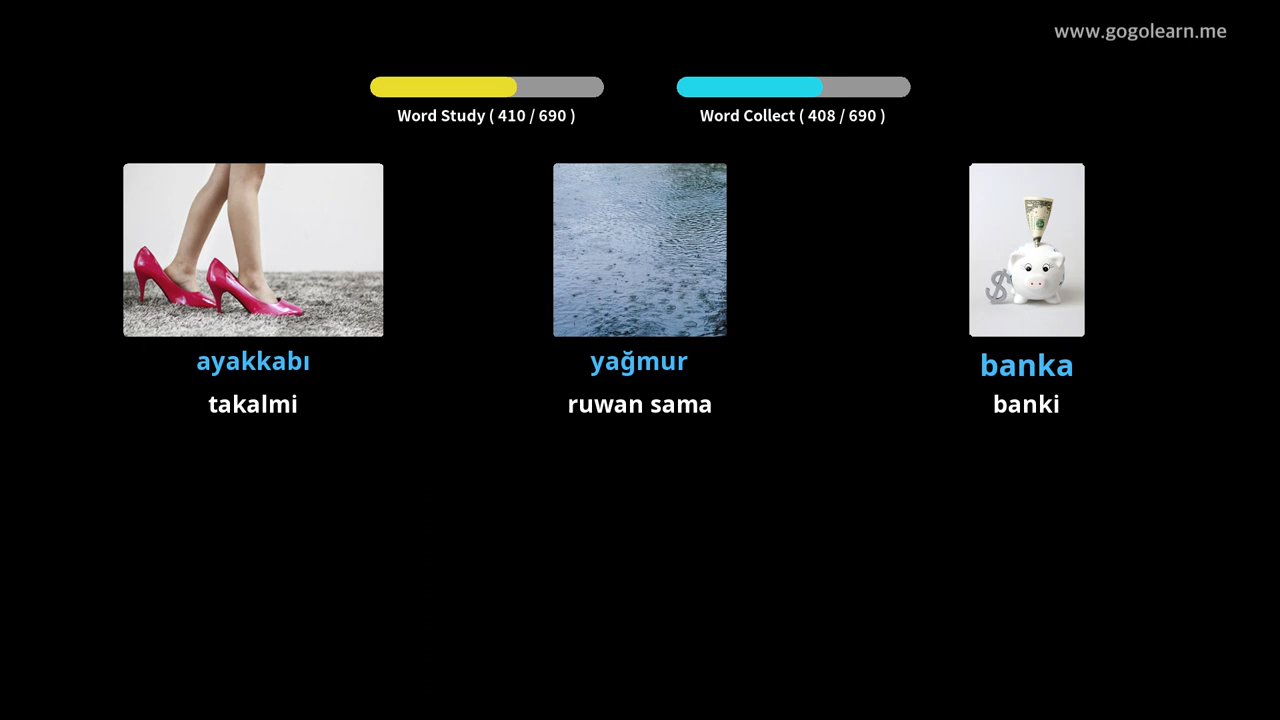 www.gogolearn.me
Word Study ( 410 / 690 )
Word Collect ( 408 / 690 )
ayakkabı
takalmi
yağmur
ruwan sama
banka
banki